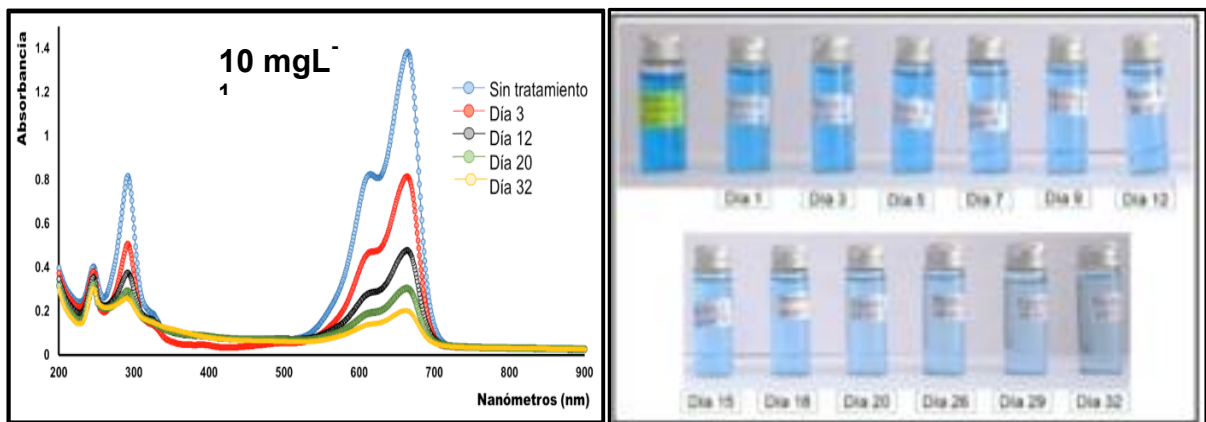 Absorbancia
1.4
1.2
1
0.8
0.6
0.4
0.2
0
10 mgL⁻
1
Sin tratamiento
Día 3
Día 12
Día 20
Día 32
200 300 400 500 600 700 800 900
Nanómetros (nm)
Día 1 Día 3 Día 5 Día 7 Día 9 Día 12
Día 15 Día 18 Día 20 Día 26 Día 29 Día 32